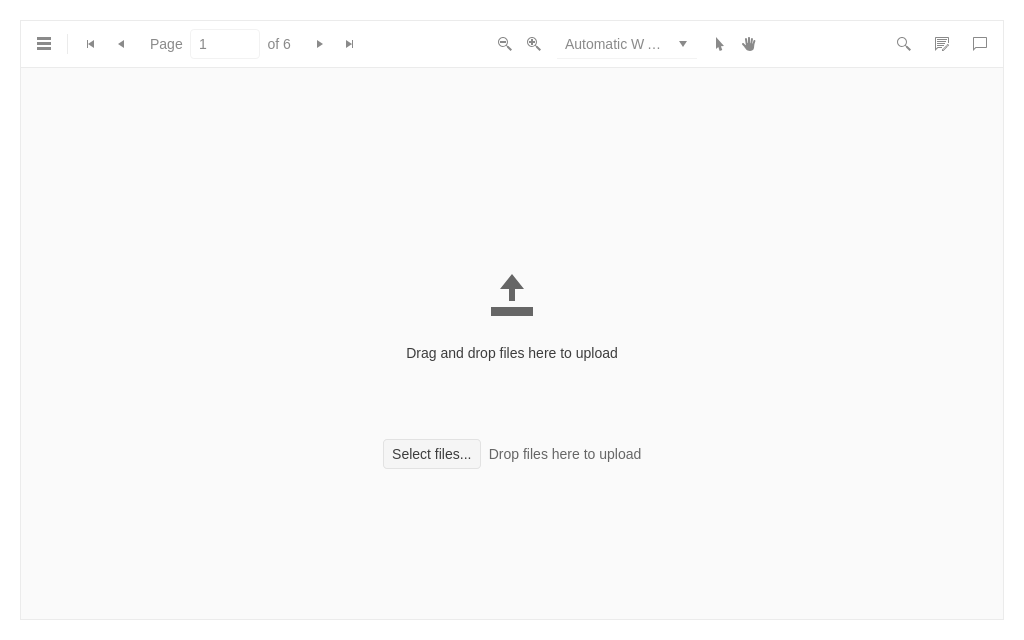 Page 1 of 6 Automatic W ...
Drag and drop files here to upload
Select files... Drop files here to upload